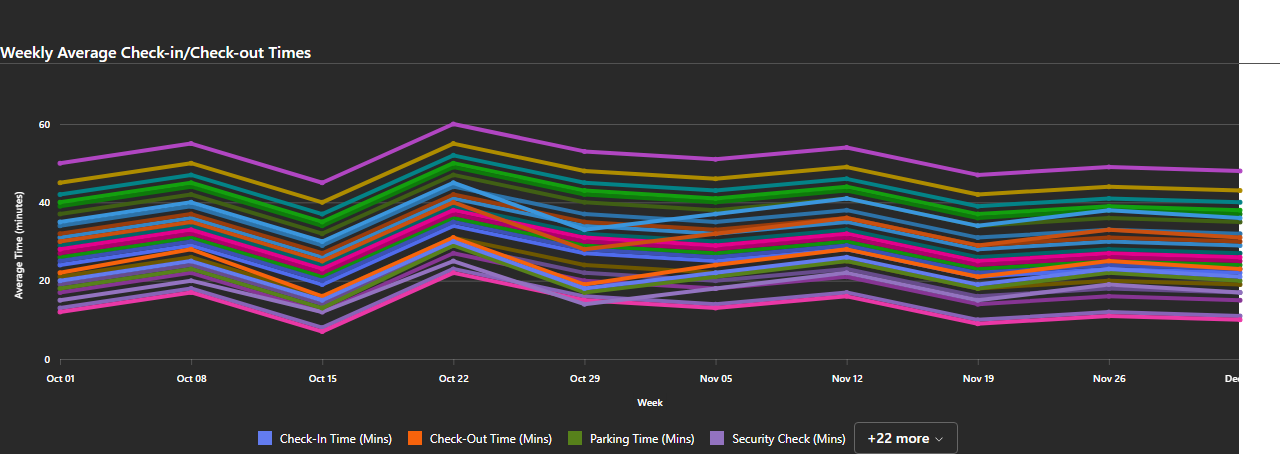 Weekly Average Check-in/Check-out Times
Average Time (minutes)
60
40
20
0
Oct 01 Oct 08 Oct 15 Oct 22 Oct 29 Nov 05 Nov 12 Nov 19 Nov 26 Dec
Week
Check-In Time (Mins) Check-Out Time (Mins) Parking Time (Mins) Security Check (Mins) +22 more